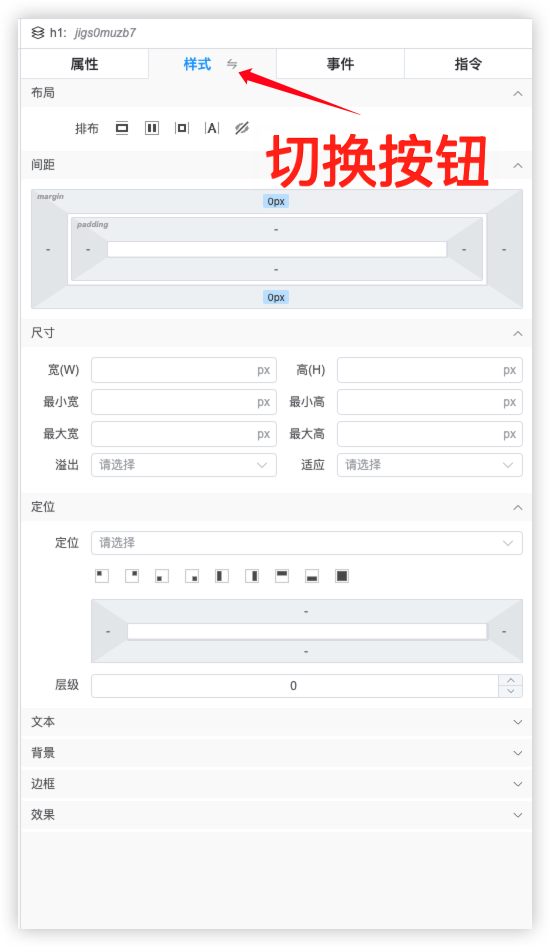 h1: jigs0muzb7
属性 样式 事件 指令
布局
排布 A
切换按钮
间距
margin
0px
padding
-
- - - -
-
0px
尺寸
宽(W) px 高(H) px
最小宽 px 最小高 px
最大宽 px 最大高 px
溢出 请选择 适应 请选择
定位
定位 请选择
-
- -
-
层级 0
文本
背景
边框
效果